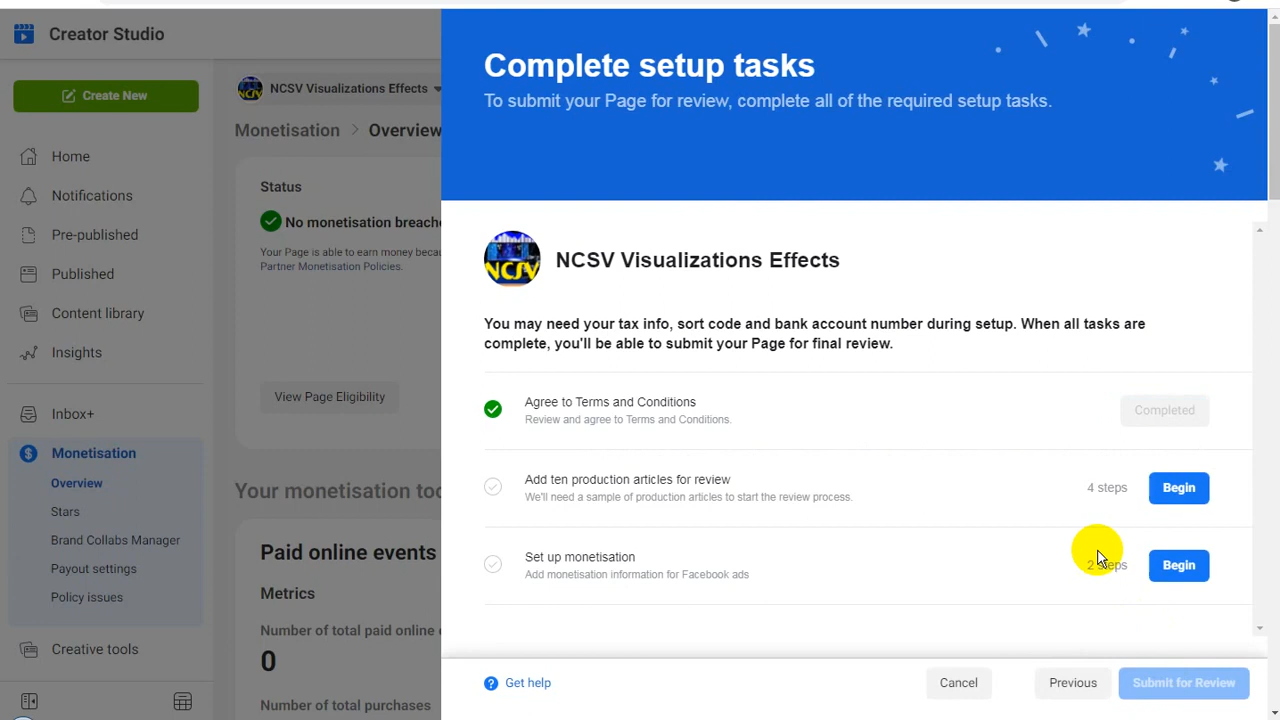 Creator Studio
Create New
Home
Notifications
Pre-published
Published
Content library
Insights
Inbox+
Monetisation
Overview
Stars
Brand Collabs Manager
Payout settings
Policy issues
Creative tools
NCSV Visualizations Effects
Monetisation > Overview
Status
No monetisation breache
Your Page is able to earn money becau
Partner Monetisation Policies.
View Page Eligibility
Your monetisation too
Paid online events
Metrics
Number of total paid online e
0
Number of total purchases
Complete setup tasks
To submit your Page for review, complete all of the required setup tasks.
NCSV
NCSV Visualizations Effects
You may need your tax info, sort code and bank account number during setup. When all tasks are
complete, you'll be able to submit your Page for final review.
Agree to Terms and Conditions
Review and agree to Terms and Conditions.
Completed
Add ten production articles for review
We'll need a sample of production articles to start the review process.
4 steps
Begin
Set up monetisation
Add monetisation information for Facebook ads
2 steps
Begin
Get help
Cancel
Previous
Submit for Review